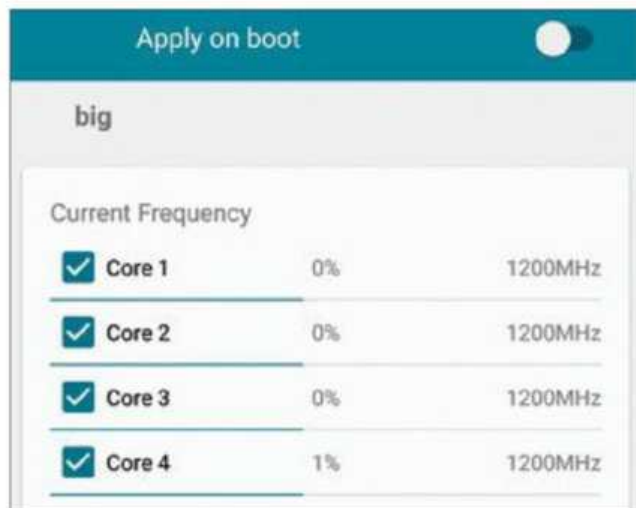 Apply on boot
big
Current Frequency
Core 1 0% 1200MHz
Core 2 0% 1200MHz
Core 3 0% 1200MHz
Core 4 1% 1200MHz